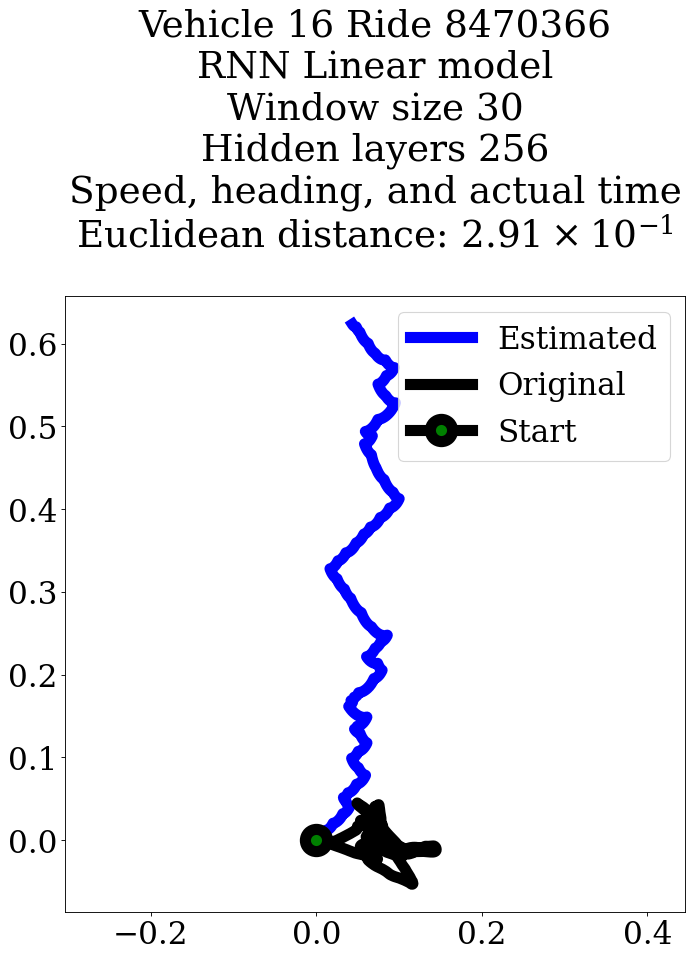 Vehicle 16 Ride 8470366
RNN Linear model
Window size 30
Hidden layers 256
Speed, heading, and actual time
Euclidean distance: 2.91 × 10⁻¹
Estimated
Original
Start
0.6
0.5
0.4
0.3
0.2
0.1
0.0
−0.2 0.0 0.2 0.4